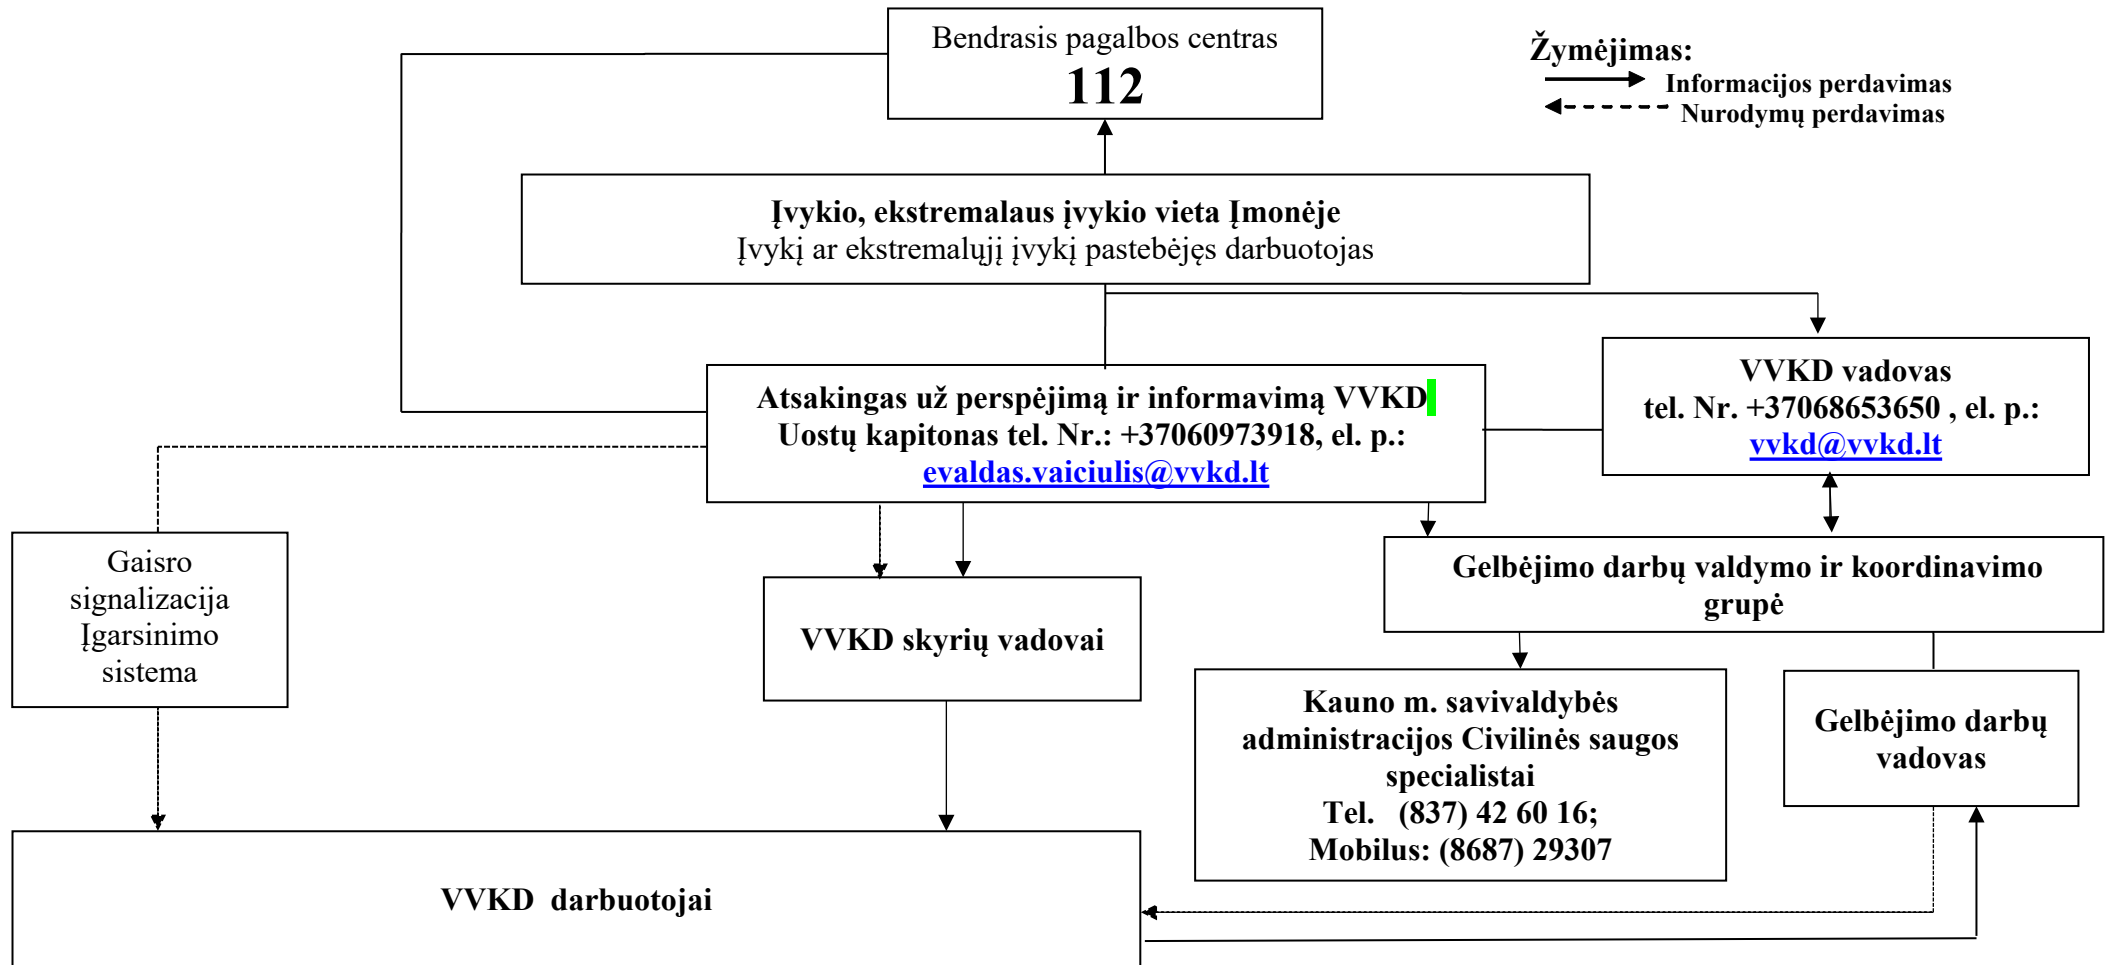 Bendrasis pagalbos centras
112
Žymėjimas:
Informacijos perdavimas
Nurodymų perdavimas
Įvykio, ekstremalaus įvykio vieta Įmonėje
Įvykį ar ekstremalųjį įvykį pastebėjęs darbuotojas
Atsakingas už perspėjimą ir informavimą VVKD
Uostų kapitonas tel. Nr.: +37060973918, el. p.:
evaldas.vaiciulis@vvkd.lt
VVKD vadovas
tel. Nr. +37068653650 , el. p.:
vvkd@vvkd.lt
Gaisro
signalizacija
Įgarsinimo
sistema
VVKD skyrių vadovai
Gelbėjimo darbų valdymo ir koordinavimo
grupė
Kauno m. savivaldybės
administracijos Civilinės saugos
specialistai
Tel. (837) 42 60 16;
Mobilus: (8687) 29307
Gelbėjimo darbų
vadovas
VVKD darbuotojai